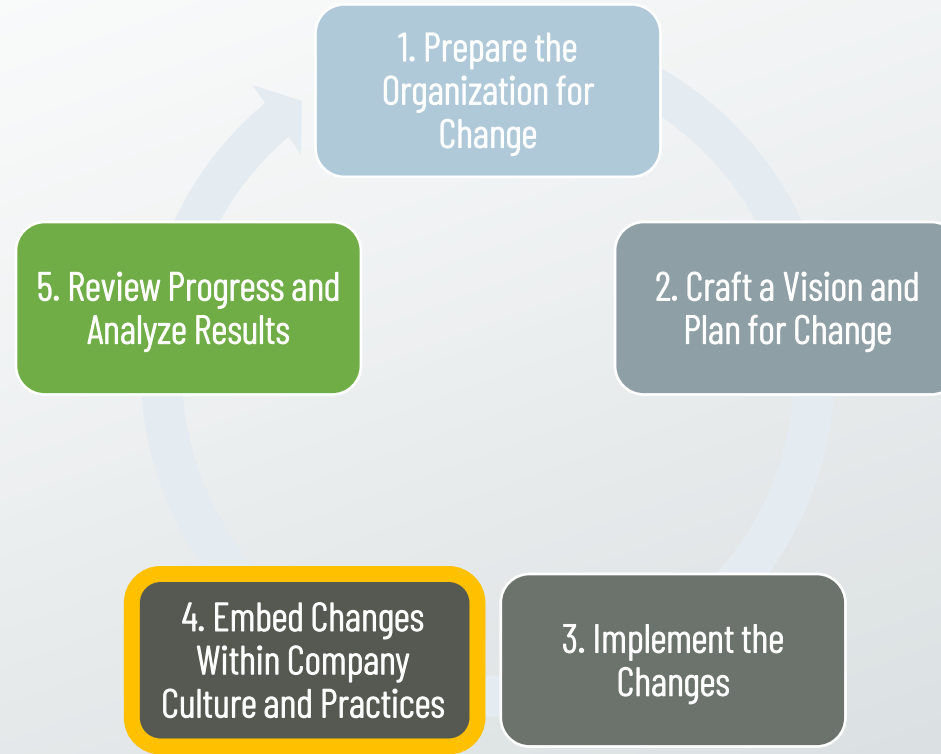 1. Prepare the
Organization for
Change
2. Craft a Vision and
Plan for Change
3. Implement the
Changes
4. Embed Changes
Within Company
Culture and Practices
5. Review Progress and
Analyze Results